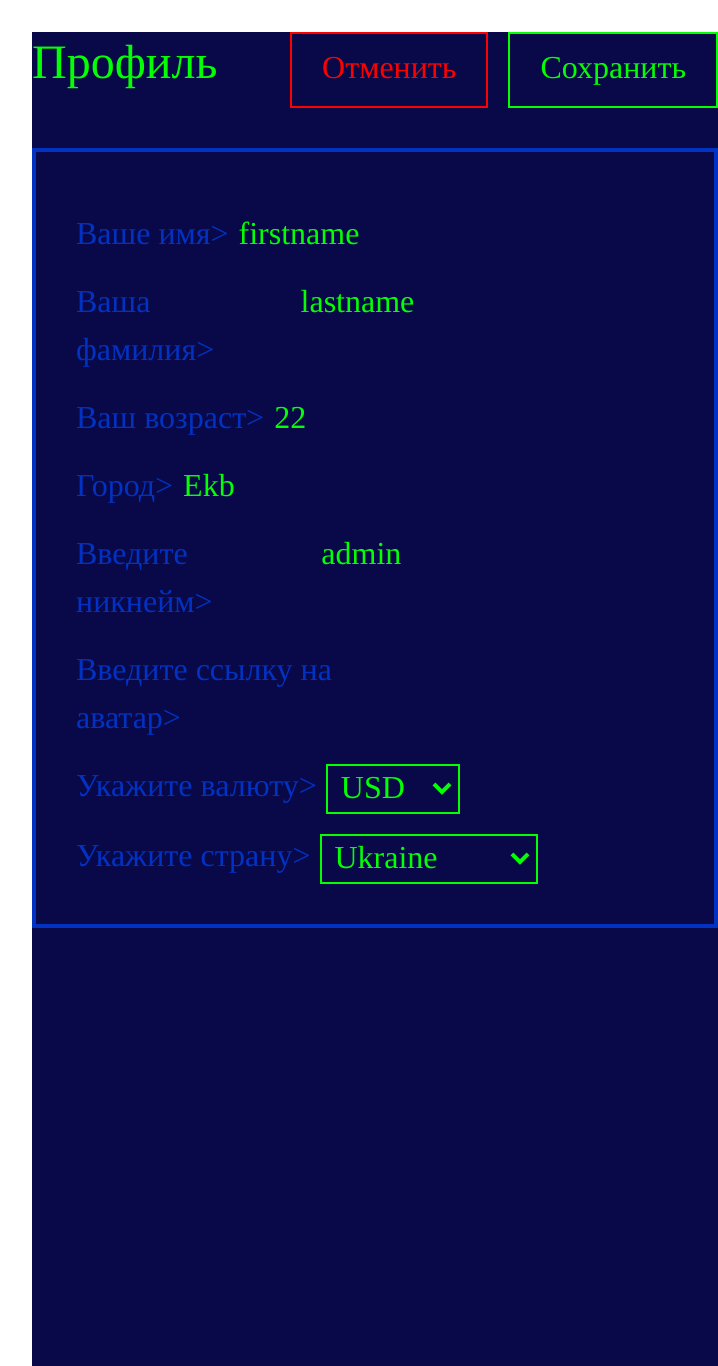 Профиль Отменить Сохранить
Ваше имя> firstname
Ваша lastname
фамилия>
Ваш возраст> 22
Город> Ekb
Введите admin
никнейм>
Введите ссылку на
аватар>
Укажите валюту> USD
Укажите страну> Ukraine